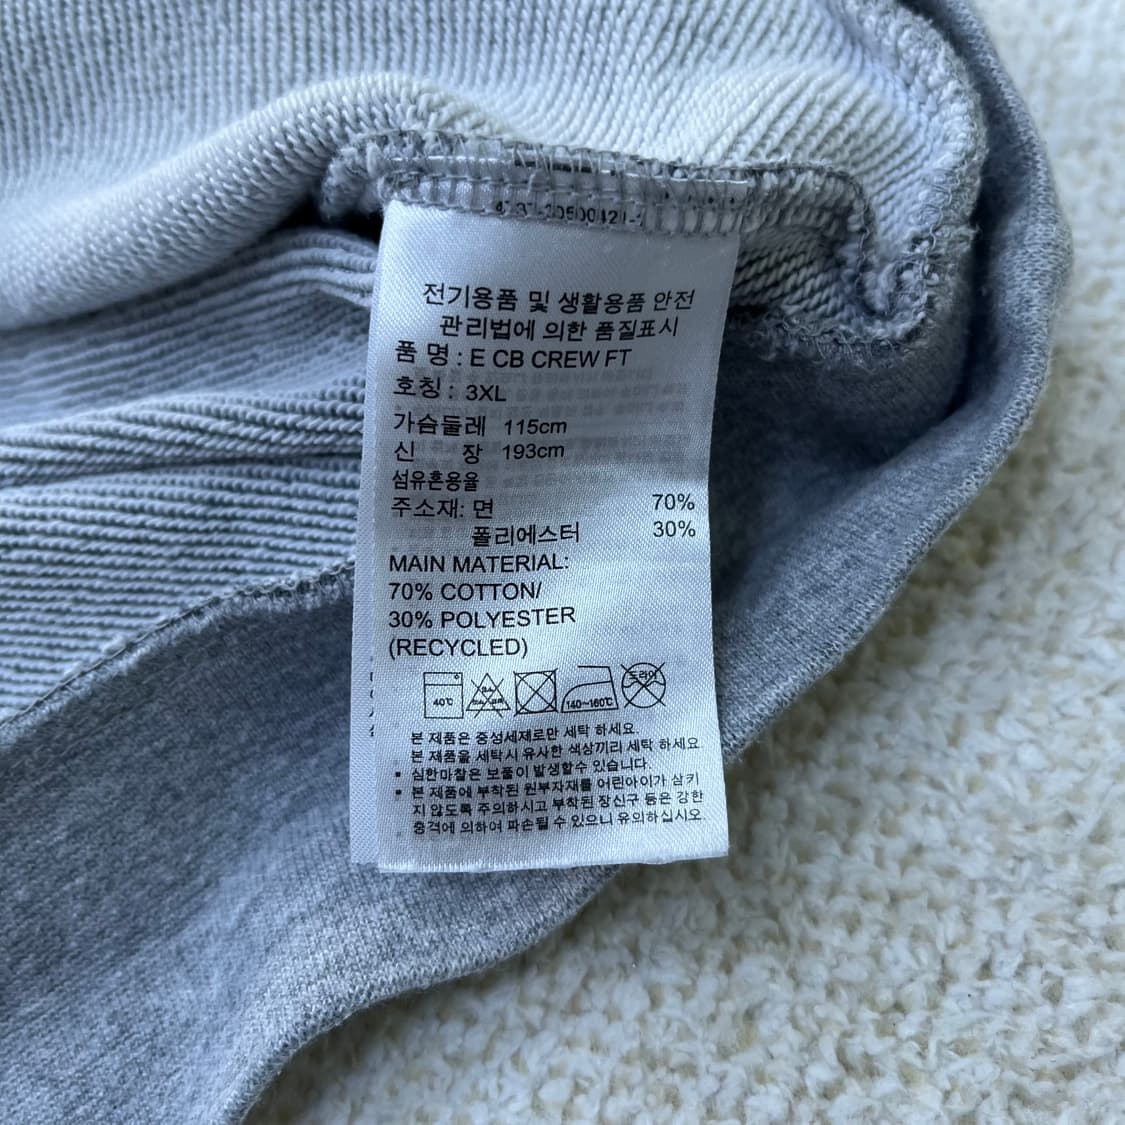 전기용품 및 생활용품 안전
관리법에 의한 품질표시
품 명 : E CB CREW FT
호칭 : 3XL
가슴둘레 115cm
신 장 193cm
섬유혼용율
주소재: 면 70%
폴리에스터 30%
MAIN MATERIAL:
70% COTTON/
30% POLYESTER
(RECYCLED)
40℃ 140~160℃ 드라이
본 제품은 중성세제로만 세탁 하세요.
본 제품을 세탁시 유사한 색상끼리 세탁 하세요.
▪ 심한마찰은 보풀이 발생할수 있습니다.
▪ 본 제품에 부착된 원부자재를 어린아이가 삼키
지 않도록 주의하시고 부착된 장신구 등은 강한
충격에 의하여 파손될 수 있으니 유의하십시오.